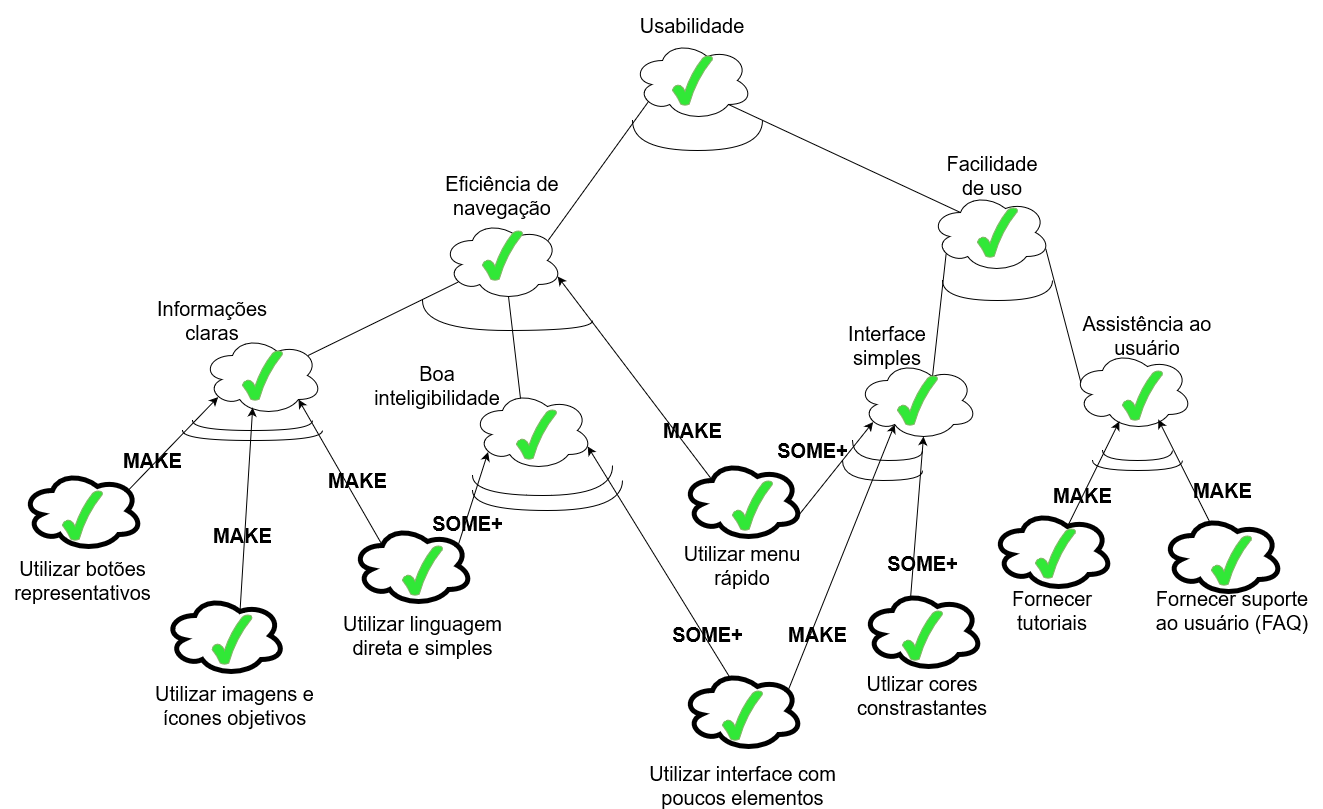 Usabilidade
Facilidade
de uso
Eficiência de
navegação
Informações
claras
Assistência ao
usuário
Interface
simples
Boa
inteligibilidade
MAKE
SOME+
MAKE
MAKE
MAKE
MAKE
SOME+
MAKE
SOME+
Utilizar menu
rápido
Utilizar botões
representativos
Fornecer
tutoriais
Fornecer suporte
ao usuário (FAQ)
Utilizar linguagem
direta e simples
SOME+
MAKE
Utlizar cores
constrastantes
Utilizar imagens e
ícones objetivos
Utilizar interface com
poucos elementos